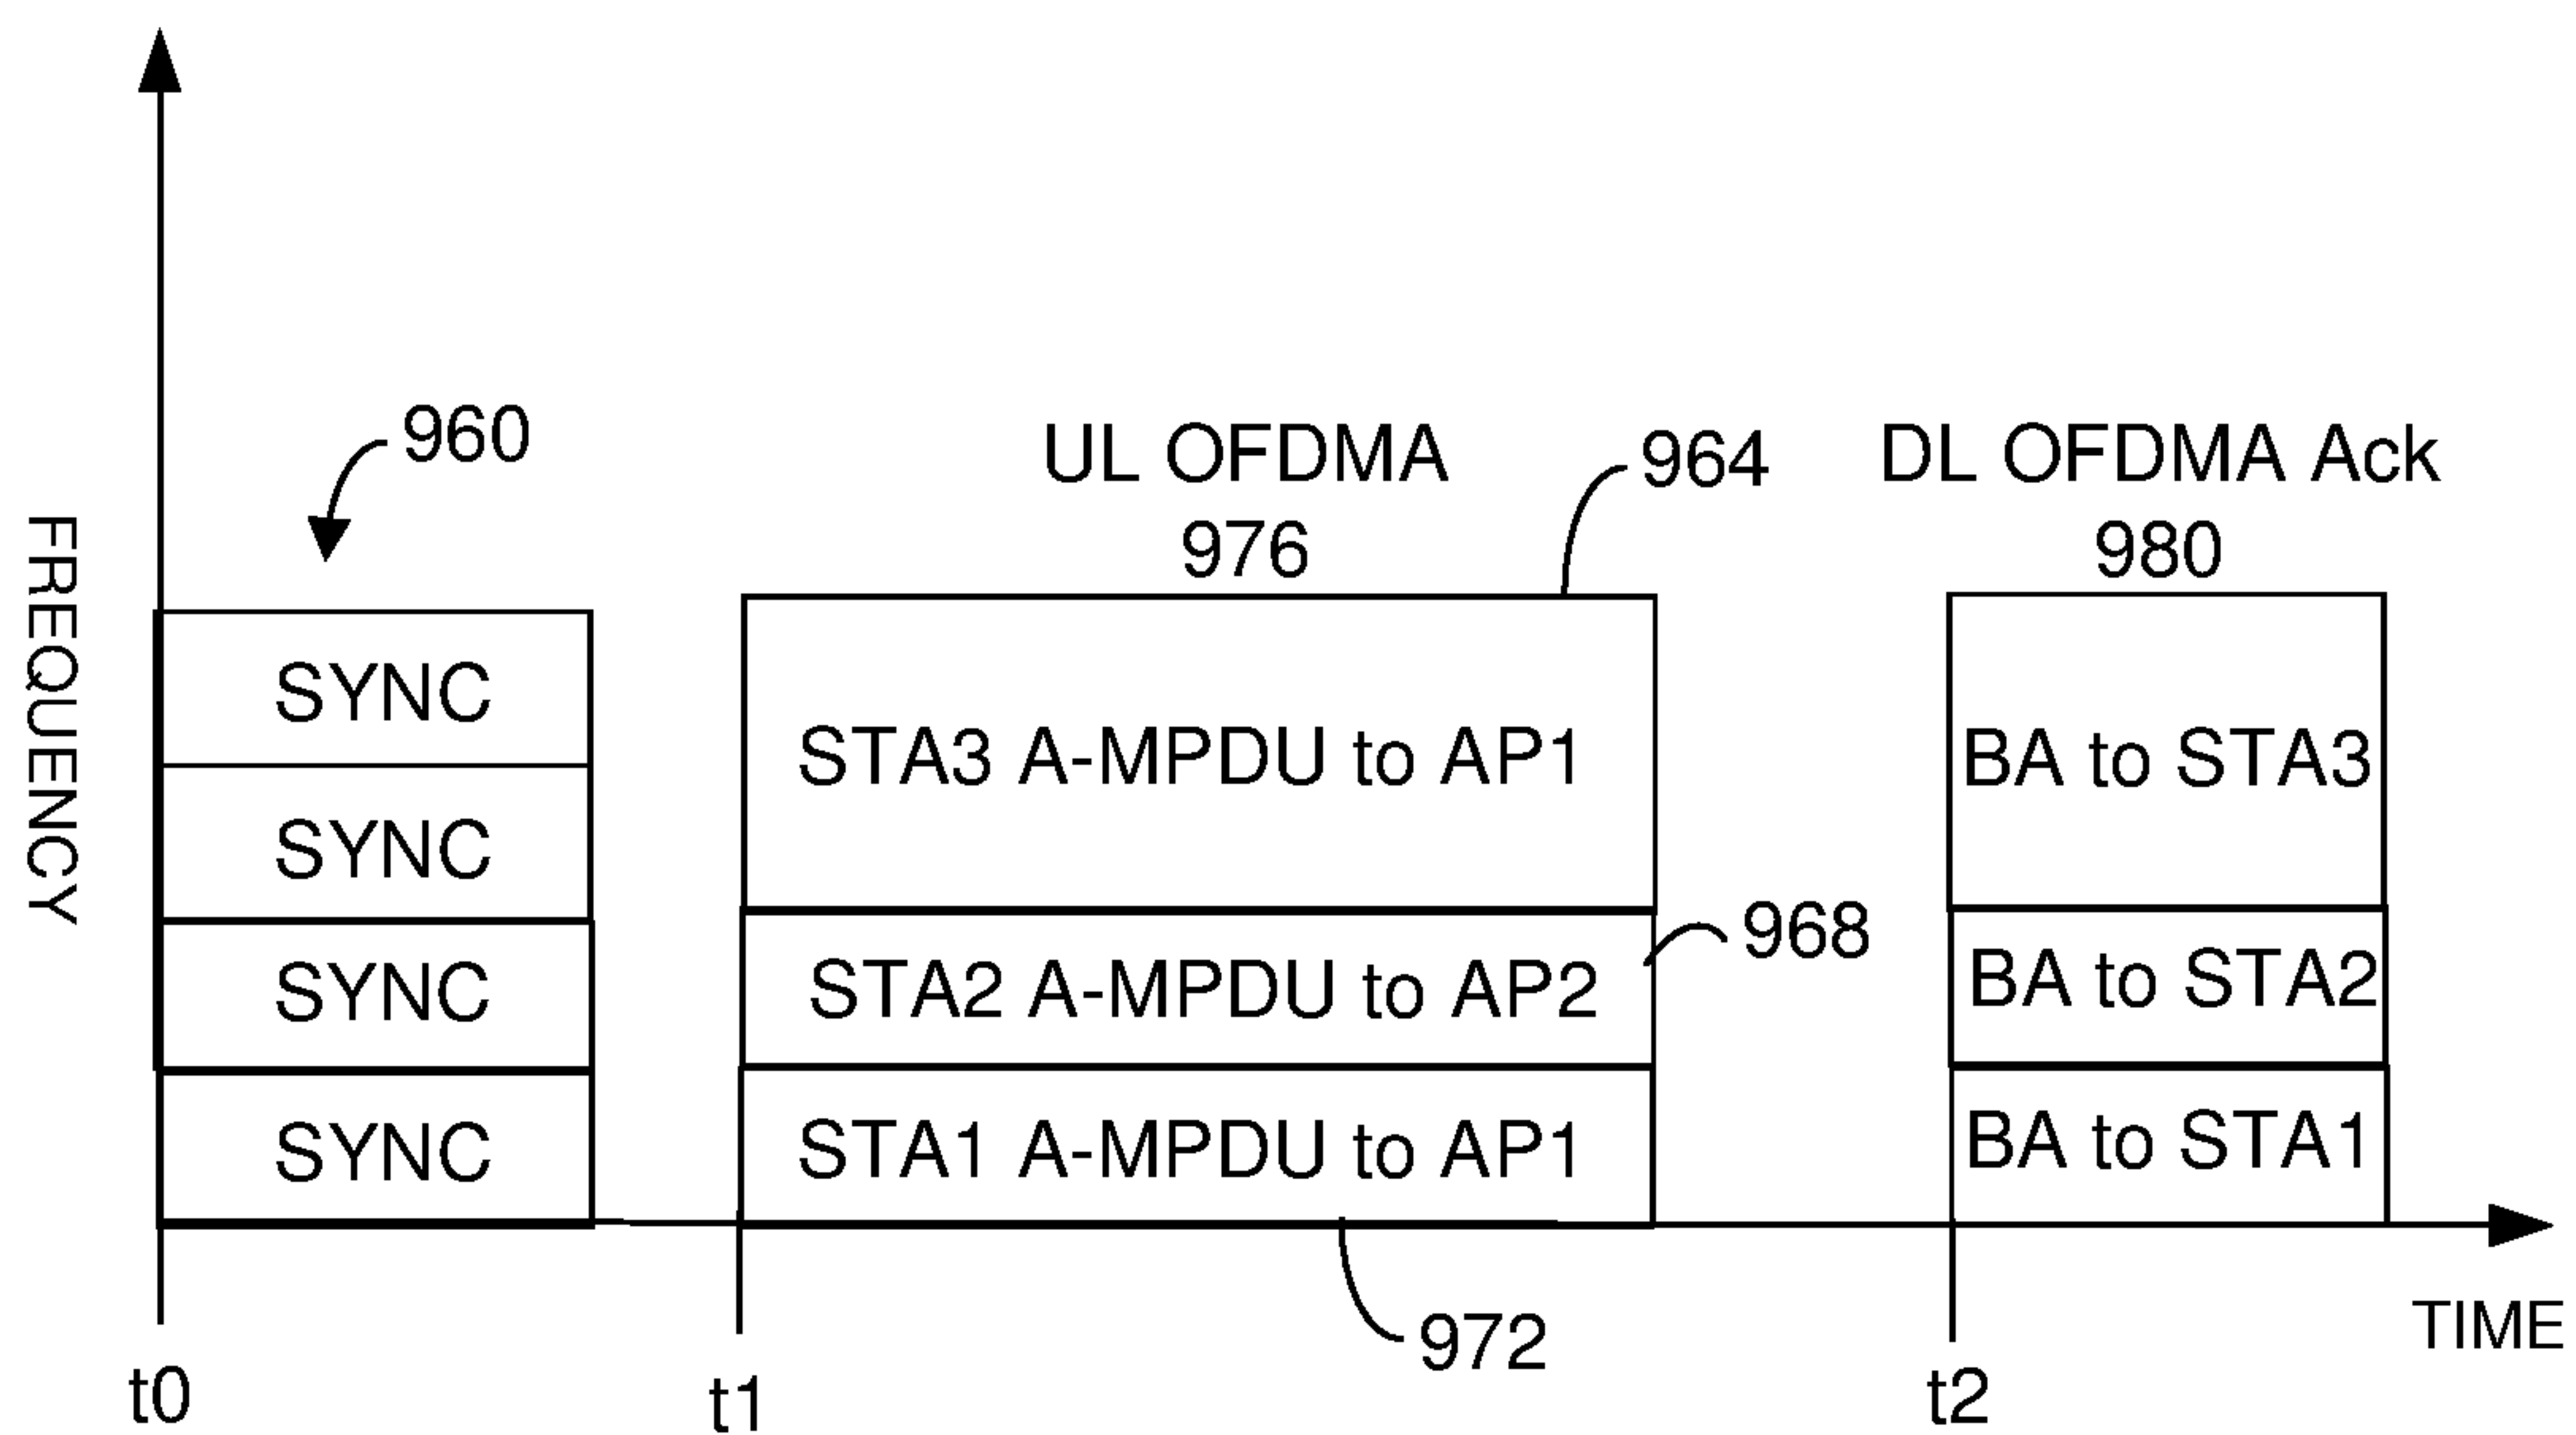 960
UL OFDMA
976
964
DL OFDMA Ack
980
FREQUENCY
SYNC
SYNC
SYNC
SYNC
STA3 A-MPDU to AP1
968
STA2 A-MPDU to AP2
STA1 A-MPDU to AP1
972
BA to STA3
BA to STA2
BA to STA1
TIME
t0
t1
t2